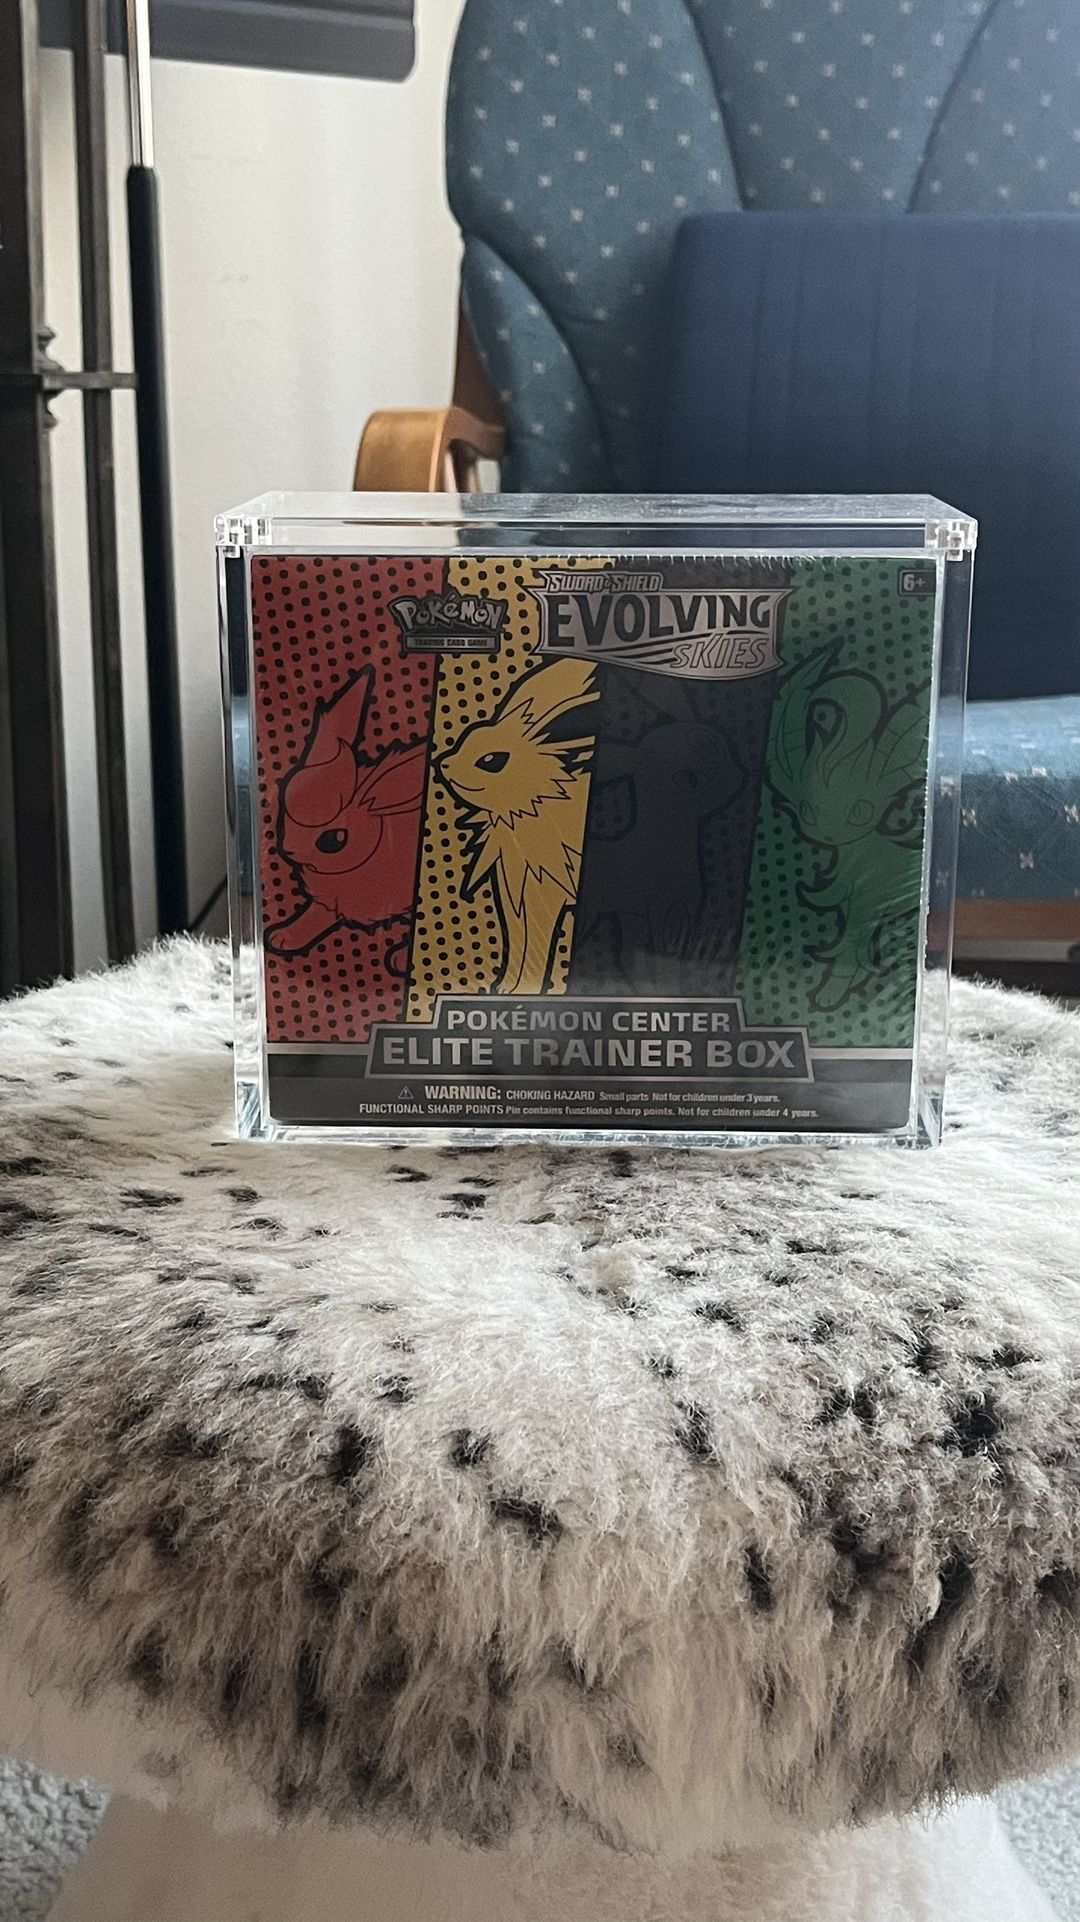 SWORD & SHIELD
6+
Pokémon
TRADING CARD GAME
EVOLVING
SKIES
POKÉMON CENTER
ELITE TRAINER BOX
⚠ WARNING: CHOKING HAZARD Small parts Not for children under 3 years.
FUNCTIONAL SHARP POINTS Pin contains functional sharp points. Not for children under 4 years.